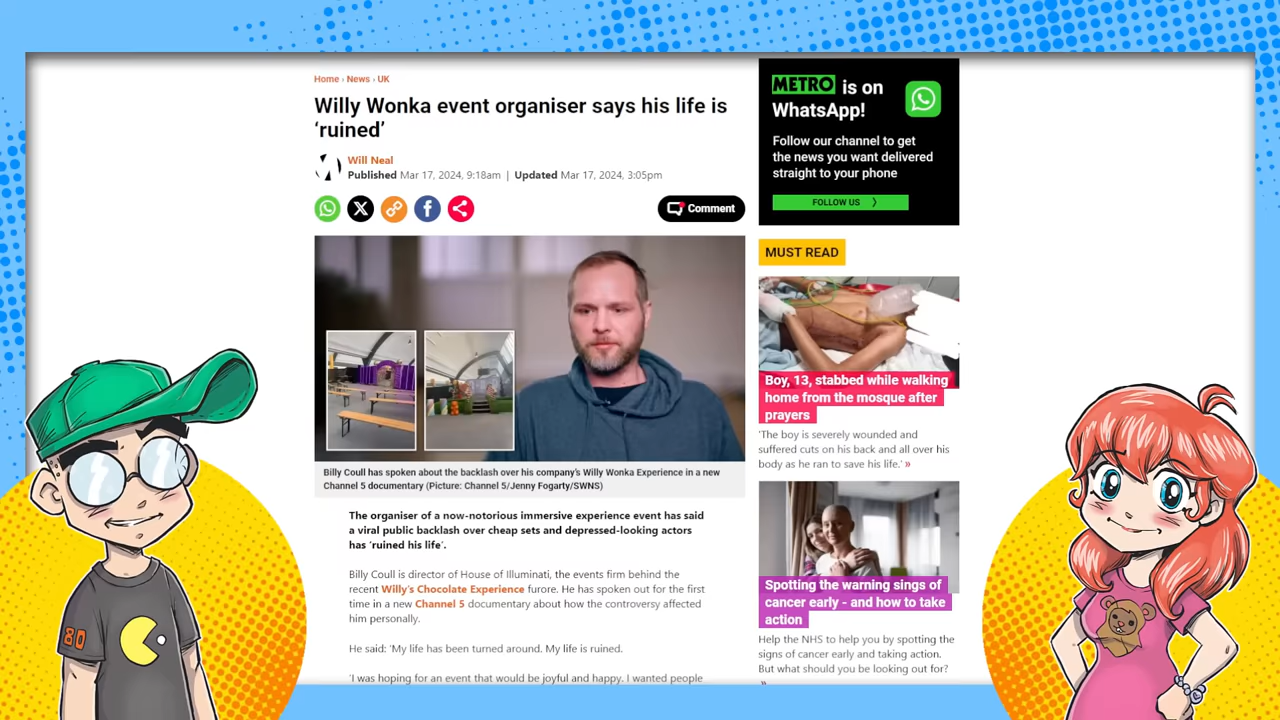 Home › News › UK
Willy Wonka event organiser says his life is
‘ruined’
Will Neal
Published Mar 17, 2024, 9:18am | Updated Mar 17, 2024, 3:05pm
Comment
Billy Coull has spoken about the backlash over his company's Willy Wonka Experience in a new
Channel 5 documentary (Picture: Channel 5/Jenny Fogarty/SWNS)
The organiser of a now-notorious immersive experience event has said
a viral public backlash over cheap sets and depressed-looking actors
has ‘ruined his life’.
Billy Coull is director of House of Illuminati, the events firm behind the
recent Willy’s Chocolate Experience furore. He has spoken out for the first
time in a new Channel 5 documentary about how the controversy affected
him personally.
He said: ‘My life has been turned around. My life is ruined.
‘I was hoping for an event that would be joyful and happy. I wanted people
METRO is on
WhatsApp!
Follow our channel to get
the news you want delivered
straight to your phone
FOLLOW US 〉
MUST READ
Boy, 13, stabbed while walking
home from the mosque after
prayers
‘The boy is severely wounded and
suffered cuts on his back and all over his
body as he ran to save his life.’ »
Spotting the warning sings of
cancer early - and how to take
action
Help the NHS to help you by spotting the
signs of cancer early and taking action.
But what should you be looking out for?
»
80